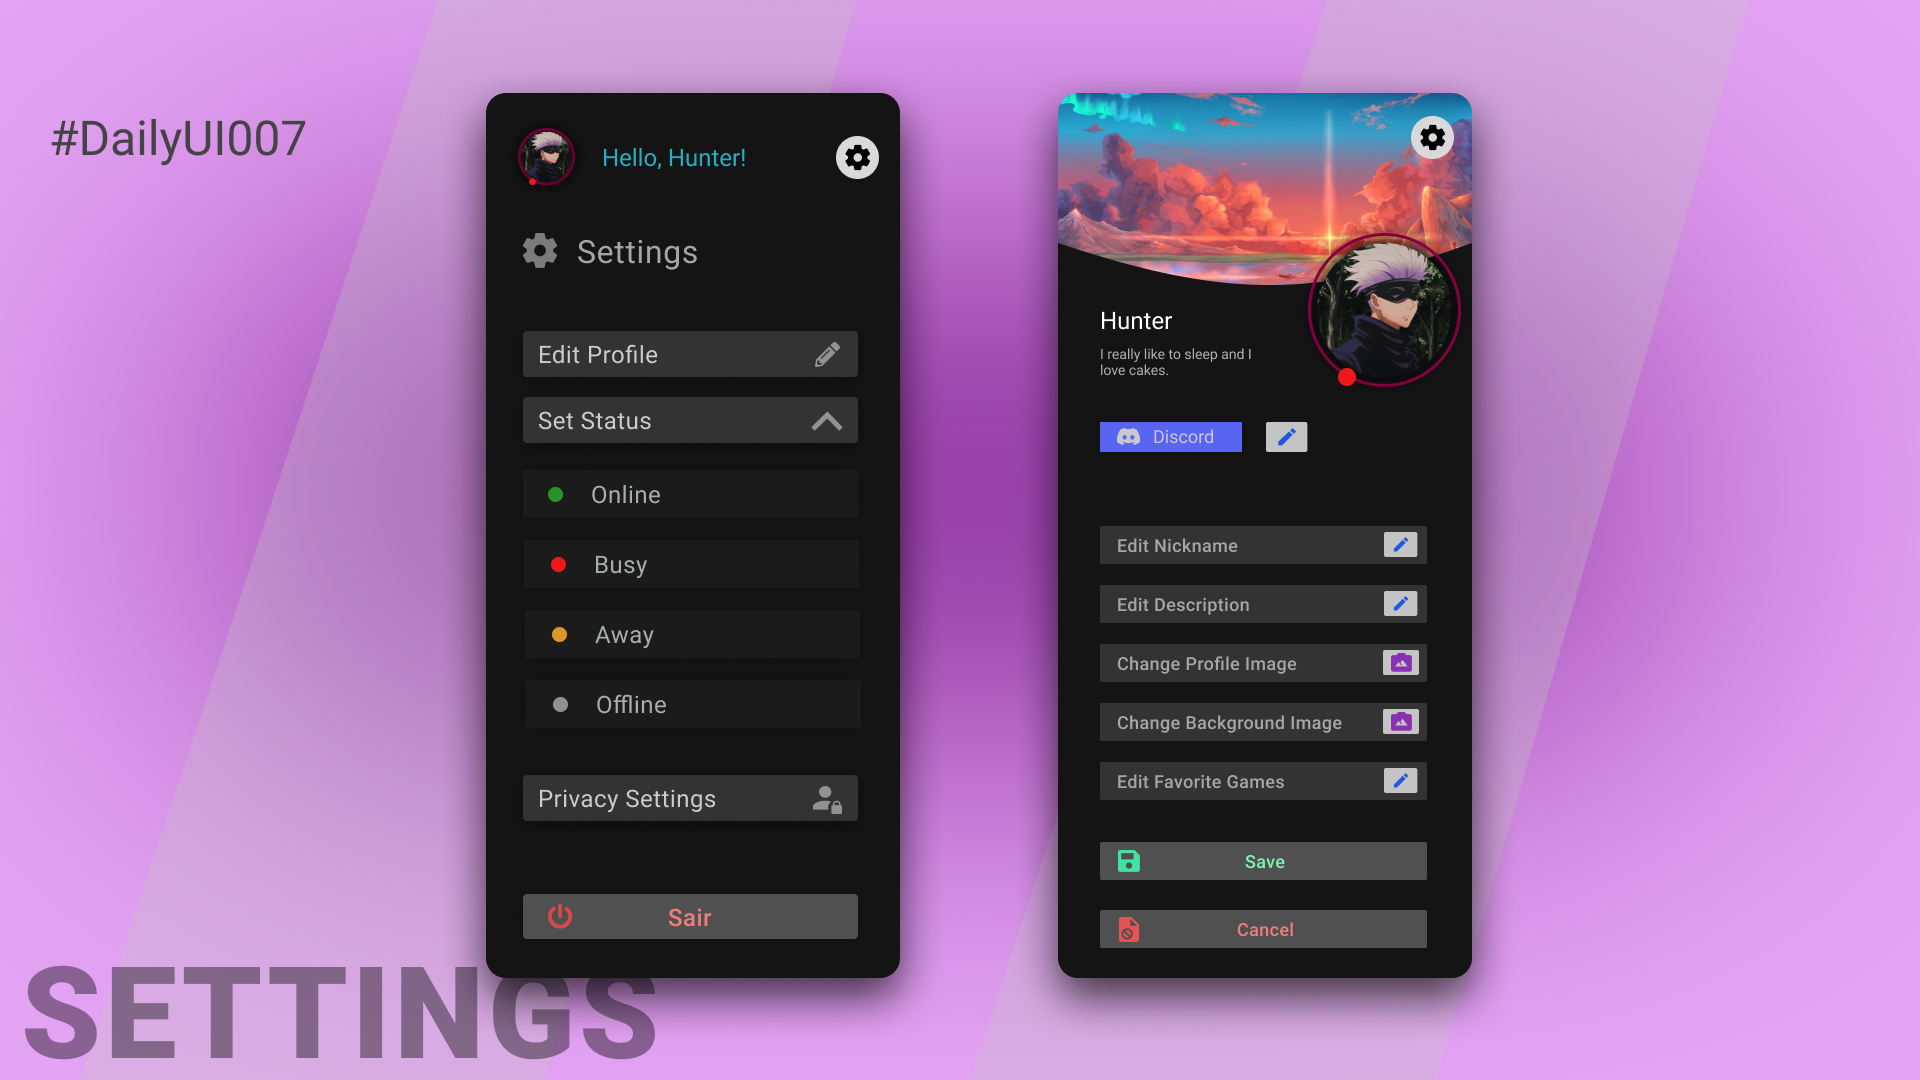 #DailyUI007
Hello, Hunter!
Settings
Edit Profile
Set Status
Online
Busy
Away
Offline
Privacy Settings
Sair
SETTINGS
Hunter
I really like to sleep and I
love cakes.
Discord
Edit Nickname
Edit Description
Change Profile Image
Change Background Image
Edit Favorite Games
Save
Cancel